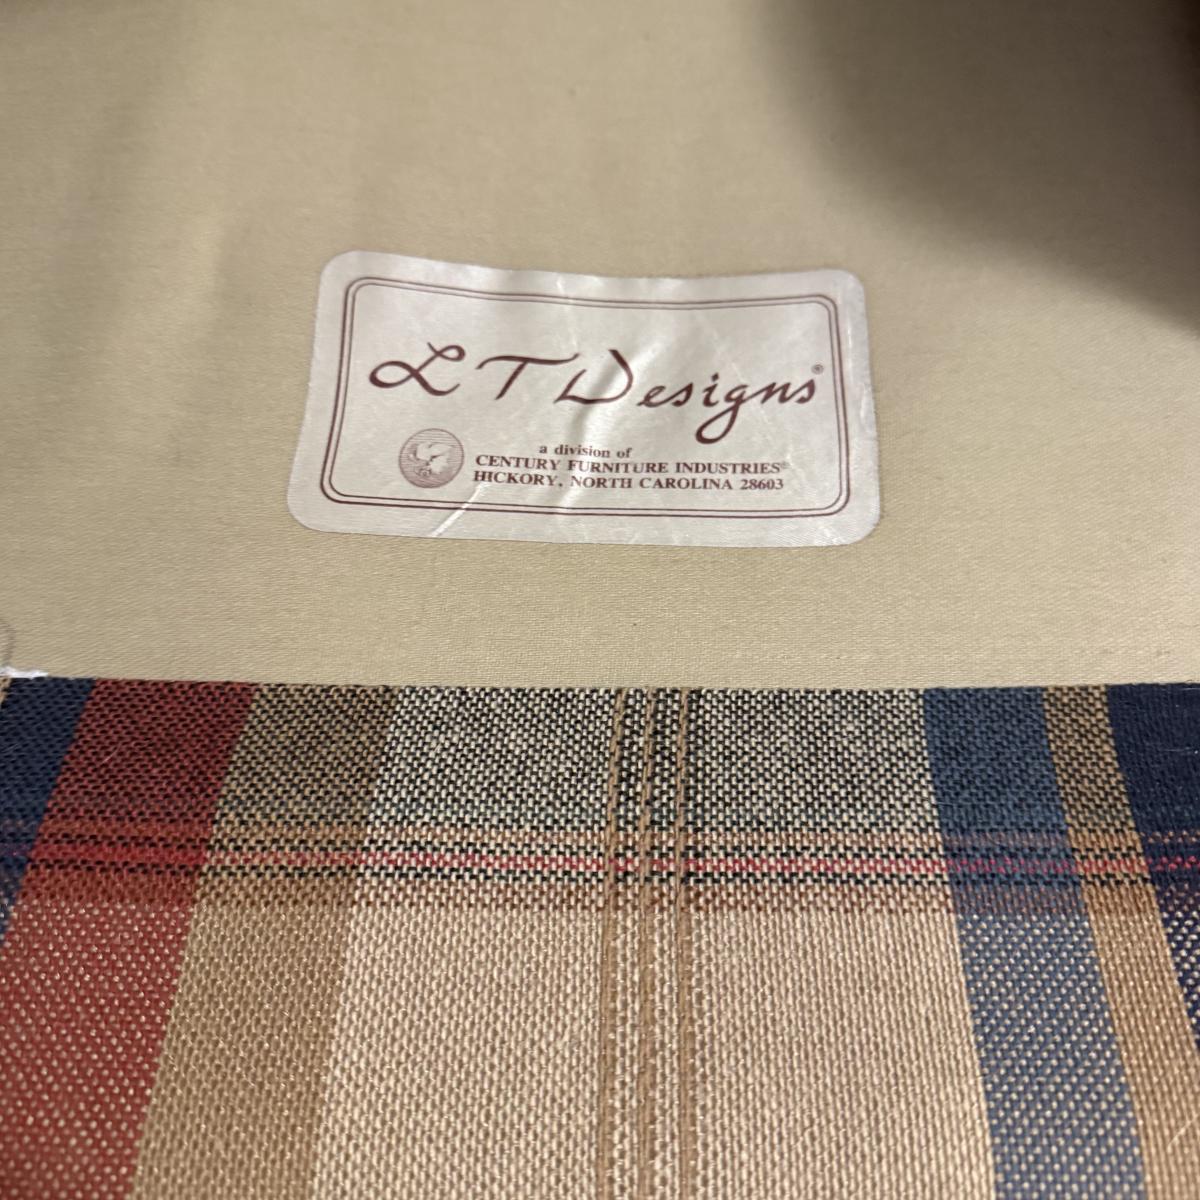 LT Designs®
a division of
CENTURY FURNITURE INDUSTRIES®
HICKORY, NORTH CAROLINA 28603